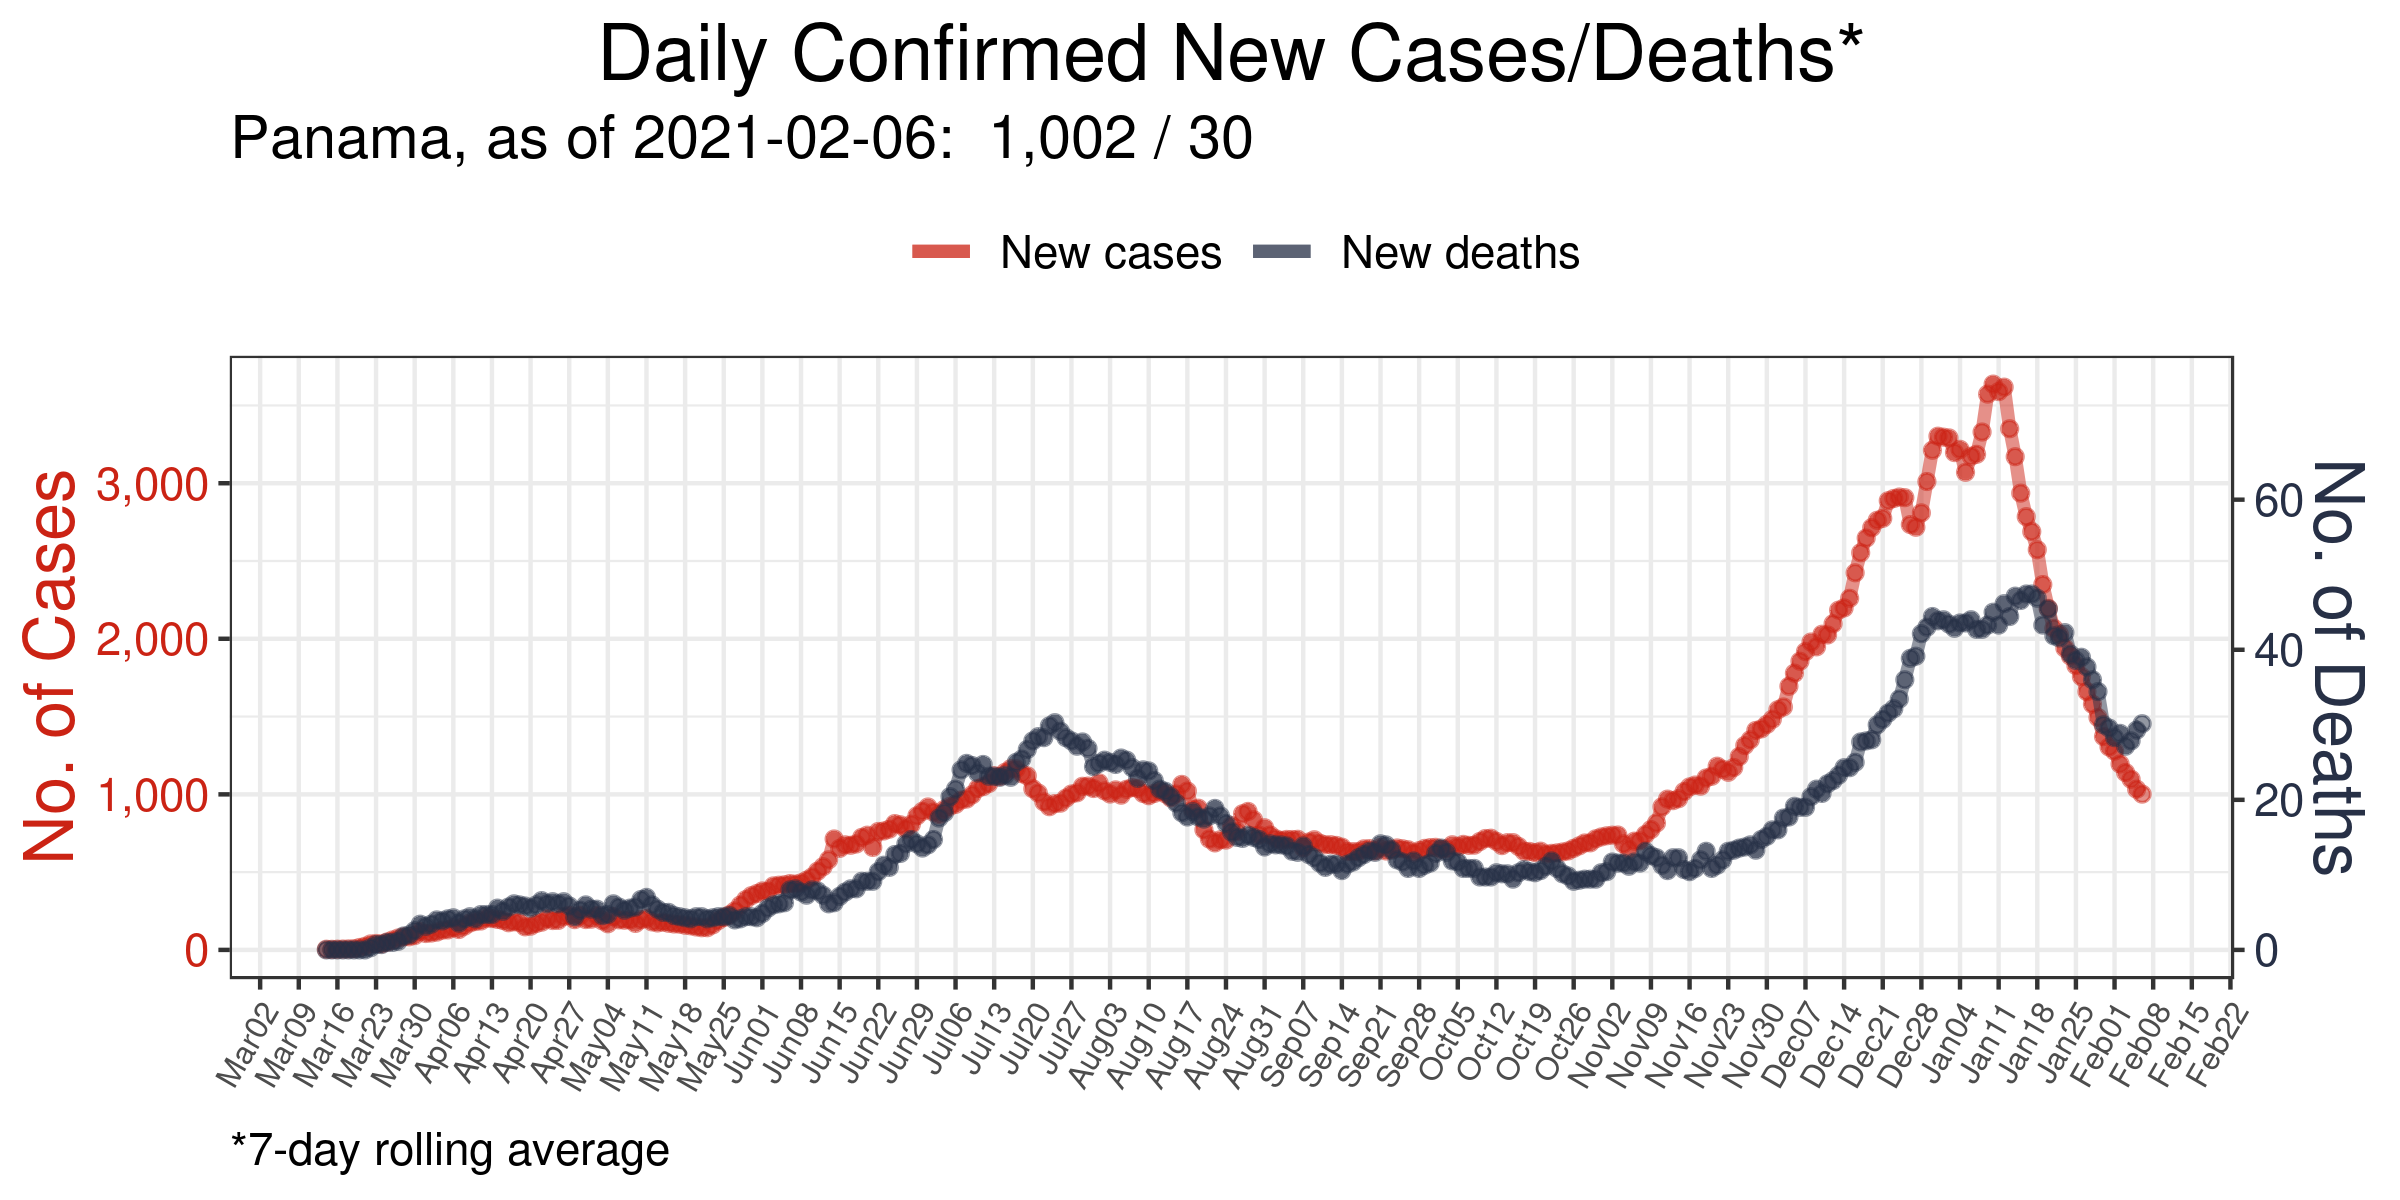 Daily Confirmed New Cases/Deaths*
Panama, as of 2021-02-06:  1,002 / 30
New cases
New deaths
No. of Cases
3,000
2,000
1,000
0
60
40
20
0
No. of Deaths
Mar02
Mar09
Mar16
Mar23
Mar30
Apr06
Apr13
Apr20
Apr27
May04
May11
May18
May25
Jun01
Jun08
Jun15
Jun22
Jun29
Jul06
Jul13
Jul20
Jul27
Aug03
Aug10
Aug17
Aug24
Aug31
Sep07
Sep14
Sep21
Sep28
Oct05
Oct12
Oct19
Oct26
Nov02
Nov09
Nov16
Nov23
Nov30
Dec07
Dec14
Dec21
Dec28
Jan04
Jan11
Jan18
Jan25
Feb01
Feb08
Feb15
Feb22
*7-day rolling average